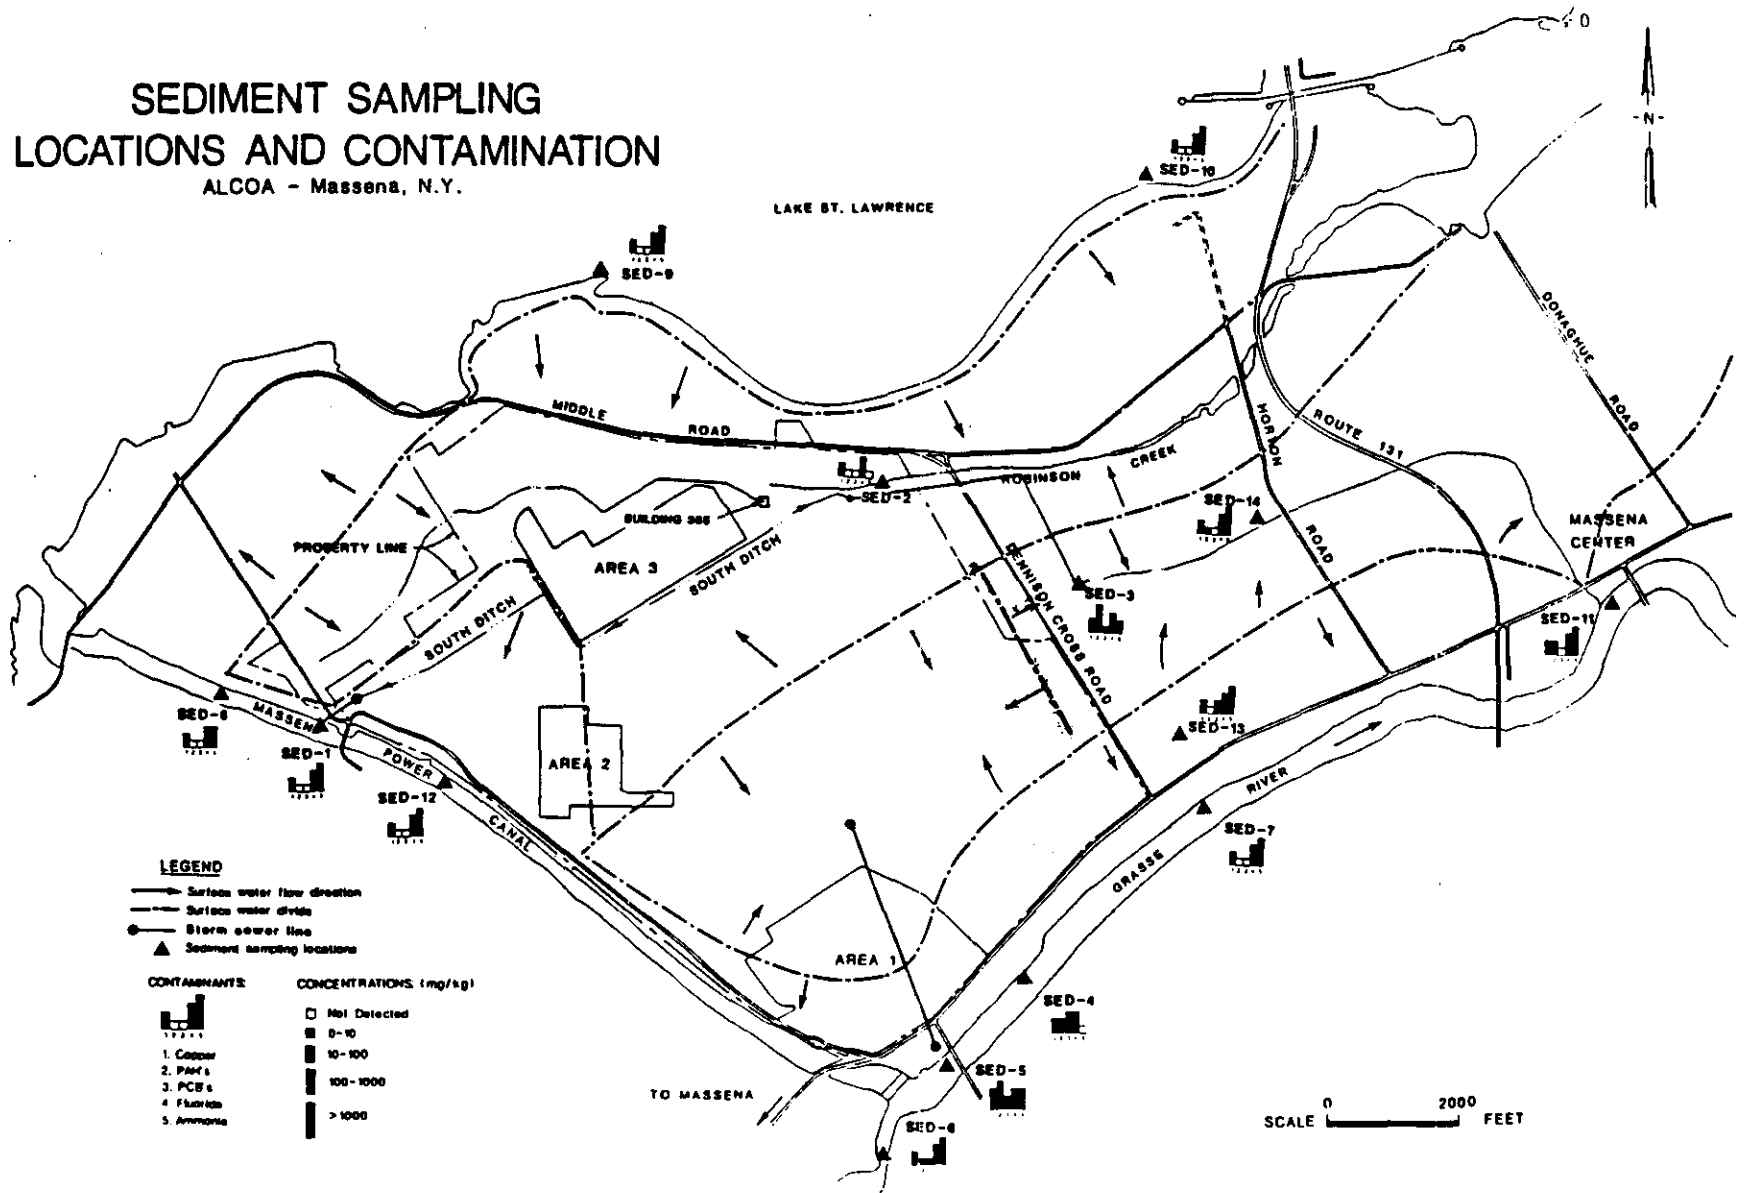 SEDIMENT SAMPLING
LOCATIONS AND CONTAMINATION
ALCOA - Massena, N.Y.
- N -
LAKE ST. LAWRENCE
SED-10
SED-9
DONAGHUE
ROAD
MIDDLE
ROAD
HORTON
ROAD
ROUTE 131
ROBINSON
CREEK
SED-2
SED-14
MASSENA
CENTER
BUILDING 365
PROPERTY LINE
AREA 3
SOUTH DITCH
SOUTH DITCH
DENNISON CROSS ROAD
SED-3
SED-11
SED-6
MASSENA
POWER
CANAL
SED-1
SED-12
AREA 2
SED-13
GRASSE
RIVER
SED-7
AREA 1
SED-4
SED-5
TO MASSENA
LEGEND
Surface water flow direction
Surface water divide
Storm sewer line
Sediment sampling locations
CONTAMINANTS:
1. Copper
2. PAH's
3. PCB's
4 Fluoride
5. Ammonia
CONCENTRATIONS: (mg/kg)
Not Detected
0-10
10-100
100-1000
>1000
SCALE
0
2000
FEET